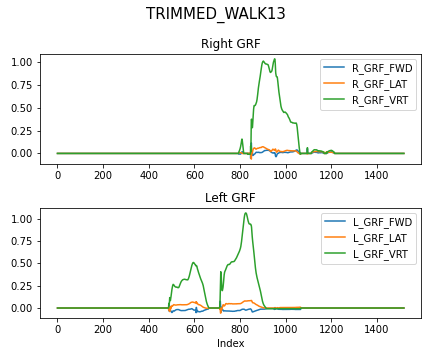 TRIMMED_WALK13
Right GRF
1.00
0.75
0.50
0.25
0.00
R_GRF_FWD
R_GRF_LAT
R_GRF_VRT
0 200 400 600 800 1000 1200 1400
Left GRF
1.00
0.75
0.50
0.25
0.00
L_GRF_FWD
L_GRF_LAT
L_GRF_VRT
0 200 400 600 800 1000 1200 1400
Index